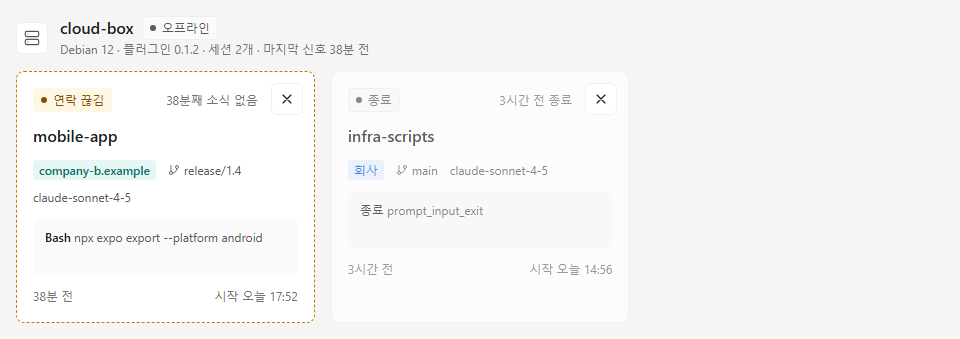 cloud-box 오프라인
Debian 12 · 플러그인 0.1.2 · 세션 2개 · 마지막 신호 38분 전
연락 끊김 38분째 소식 없음
mobile-app
company-b.example release/1.4
claude-sonnet-4-5
Bash npx expo export --platform android
38분 전 시작 오늘 17:52
종료 3시간 전 종료
infra-scripts
회사 main claude-sonnet-4-5
종료 prompt_input_exit
3시간 전 시작 오늘 14:56